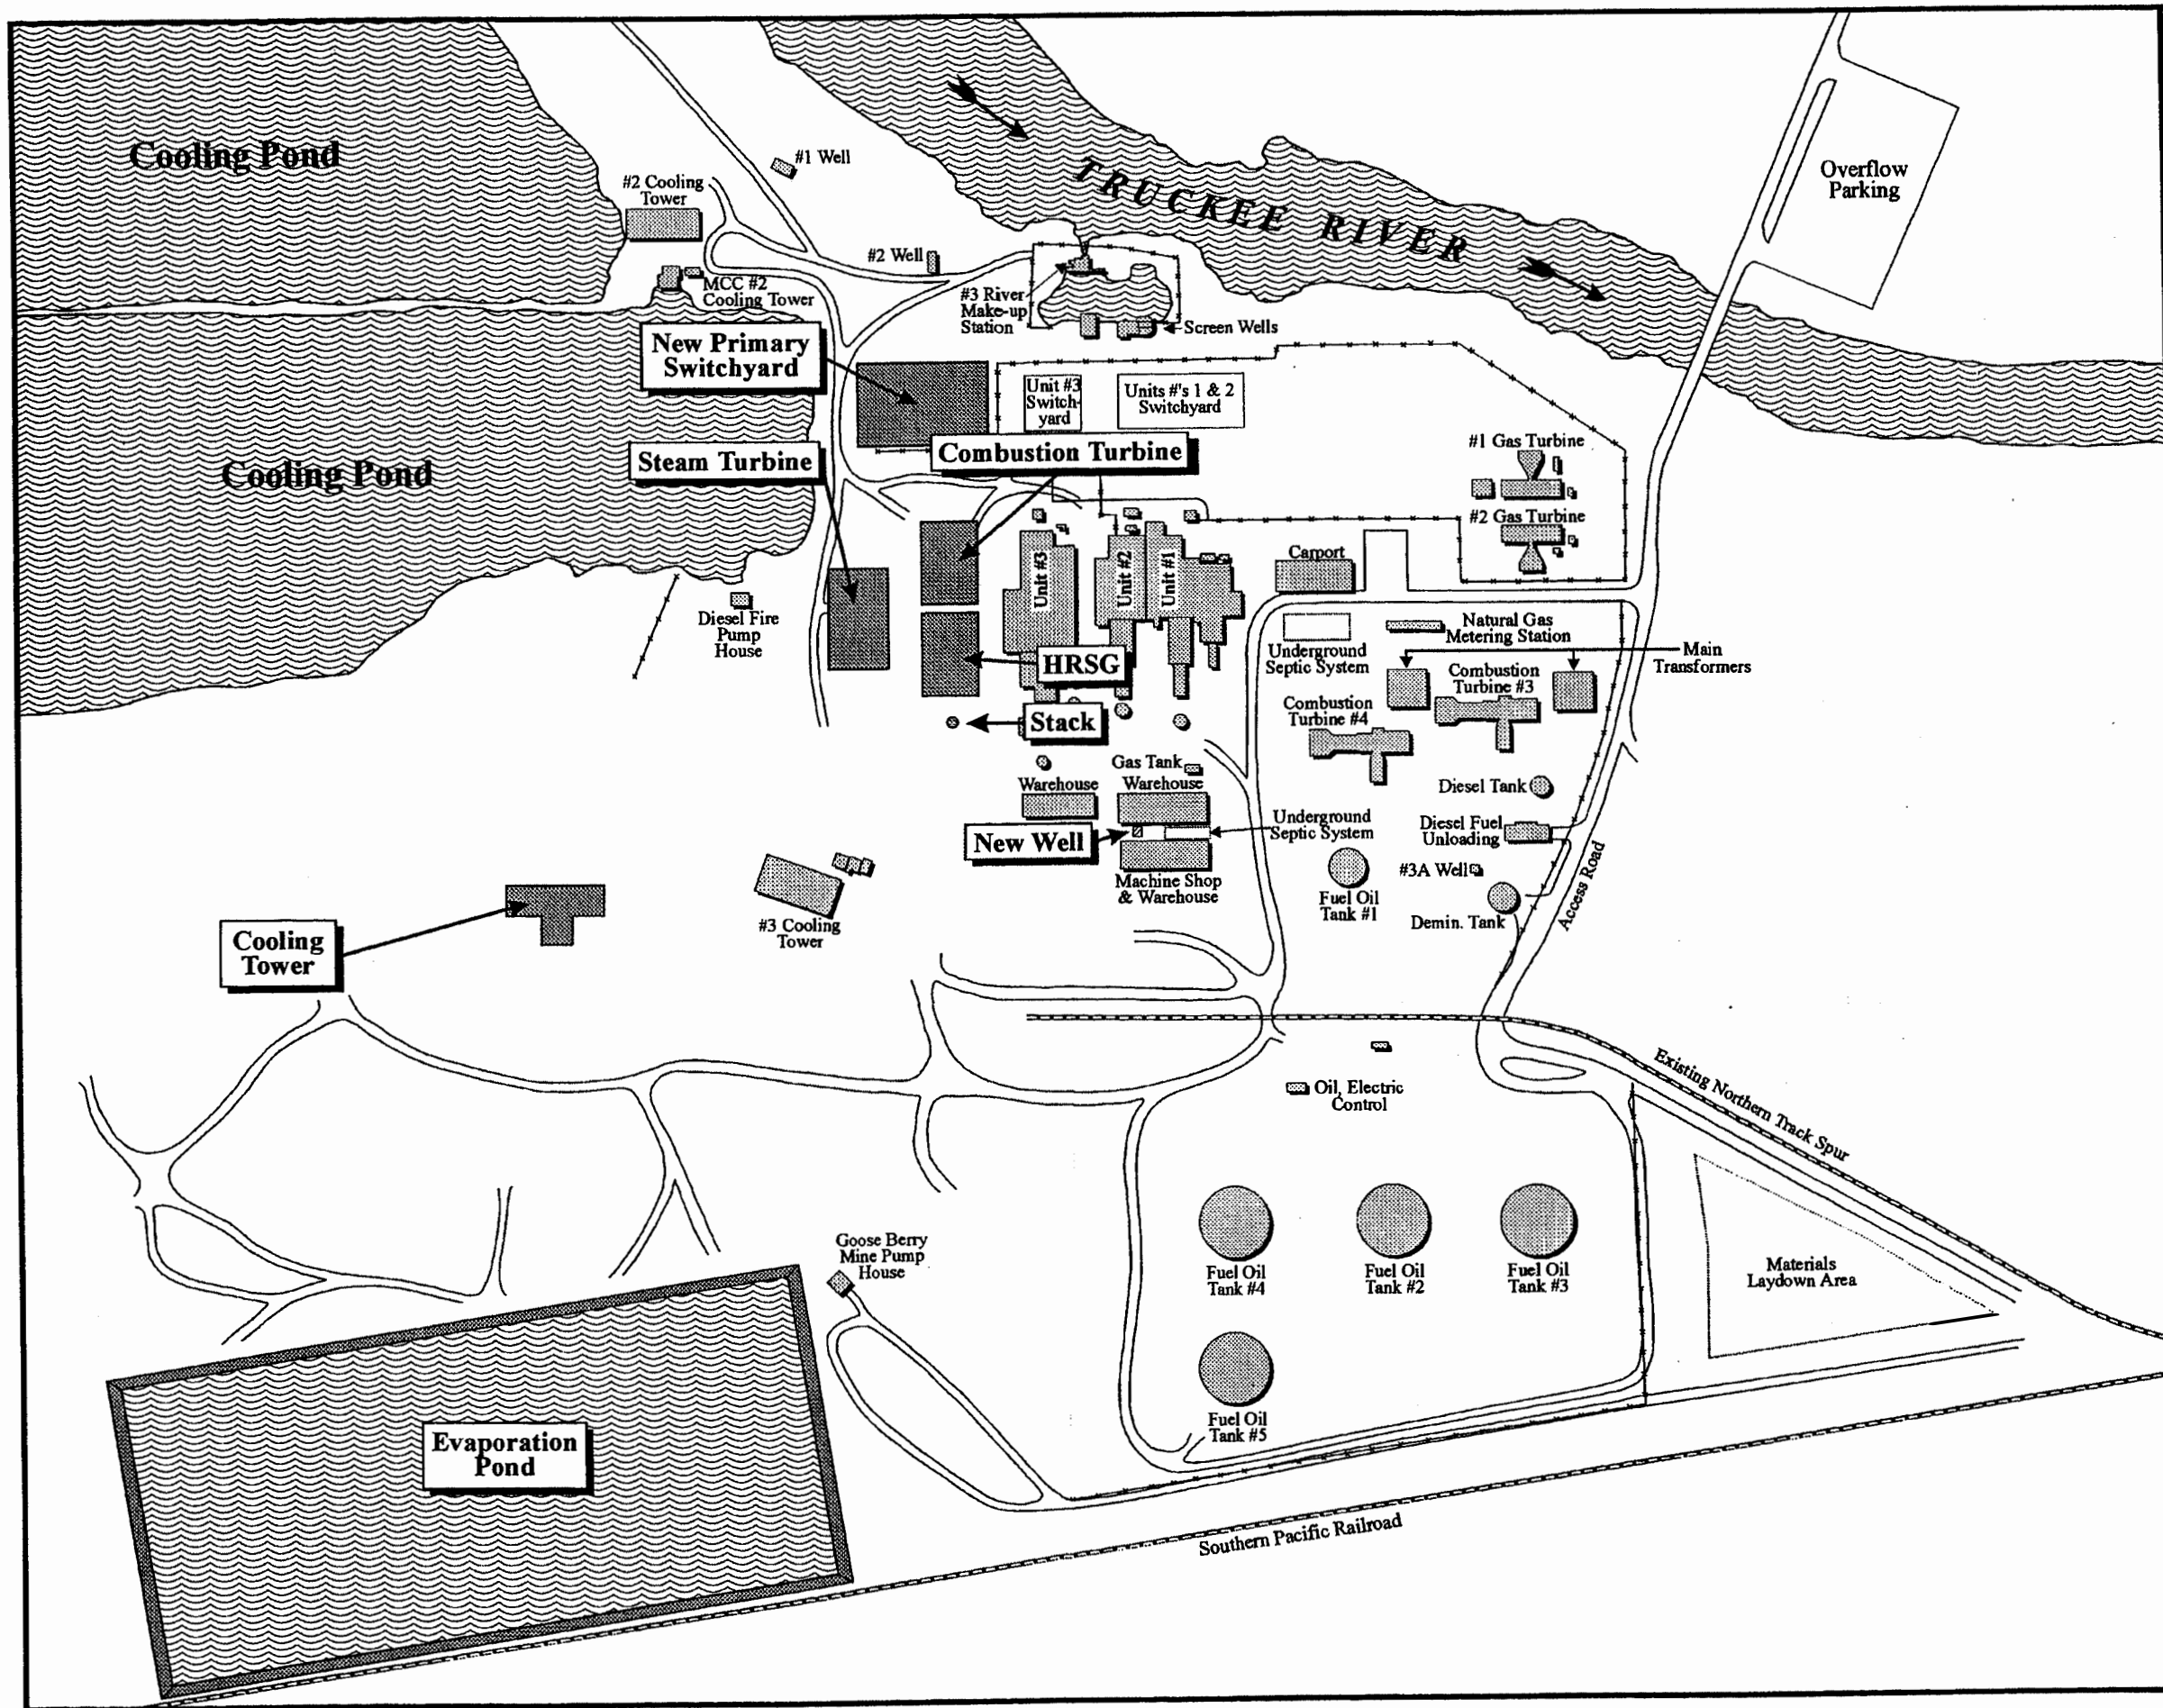 Cooling Pond
#1 Well
#2 Cooling
Tower
TRUCKEE RIVER
Overflow
Parking
#2 Well
MCC #2
Cooling Tower
#3 River
Make-up
Station
Screen Wells
New Primary
Switchyard
Unit #3
Switch-
yard
Units #'s 1 & 2
Switchyard
Cooling Pond
Steam Turbine
Combustion Turbine
#1 Gas Turbine
#2 Gas Turbine
Unit #3
Unit #2
Unit #1
Carport
Diesel Fire
Pump
House
Underground
Septic System
Natural Gas
Metering Station
Main
Transformers
HRSG
Combustion
Turbine #3
Combustion
Turbine #4
Stack
Gas Tank
Warehouse
Warehouse
Diesel Tank
New Well
Underground
Septic System
Diesel Fuel
Unloading
#3A Well
Machine Shop
& Warehouse
Fuel Oil
Tank #1
Demin. Tank
Access Road
#3 Cooling
Tower
Cooling
Tower
Oil, Electric
Control
Existing Northern Track Spur
Goose Berry
Mine Pump
House
Fuel Oil
Tank #4
Fuel Oil
Tank #2
Fuel Oil
Tank #3
Materials
Laydown Area
Evaporation
Pond
Fuel Oil
Tank #5
Southern Pacific Railroad